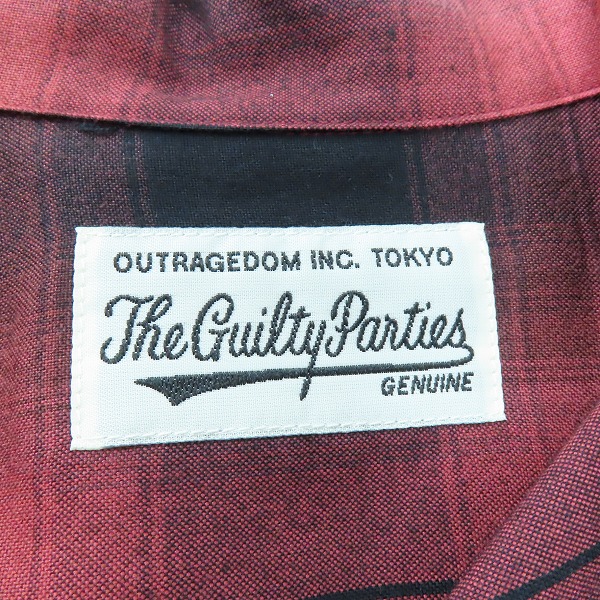 OUTRAGEDOM INC. TOKYO
The Guilty Parties
GENUINE